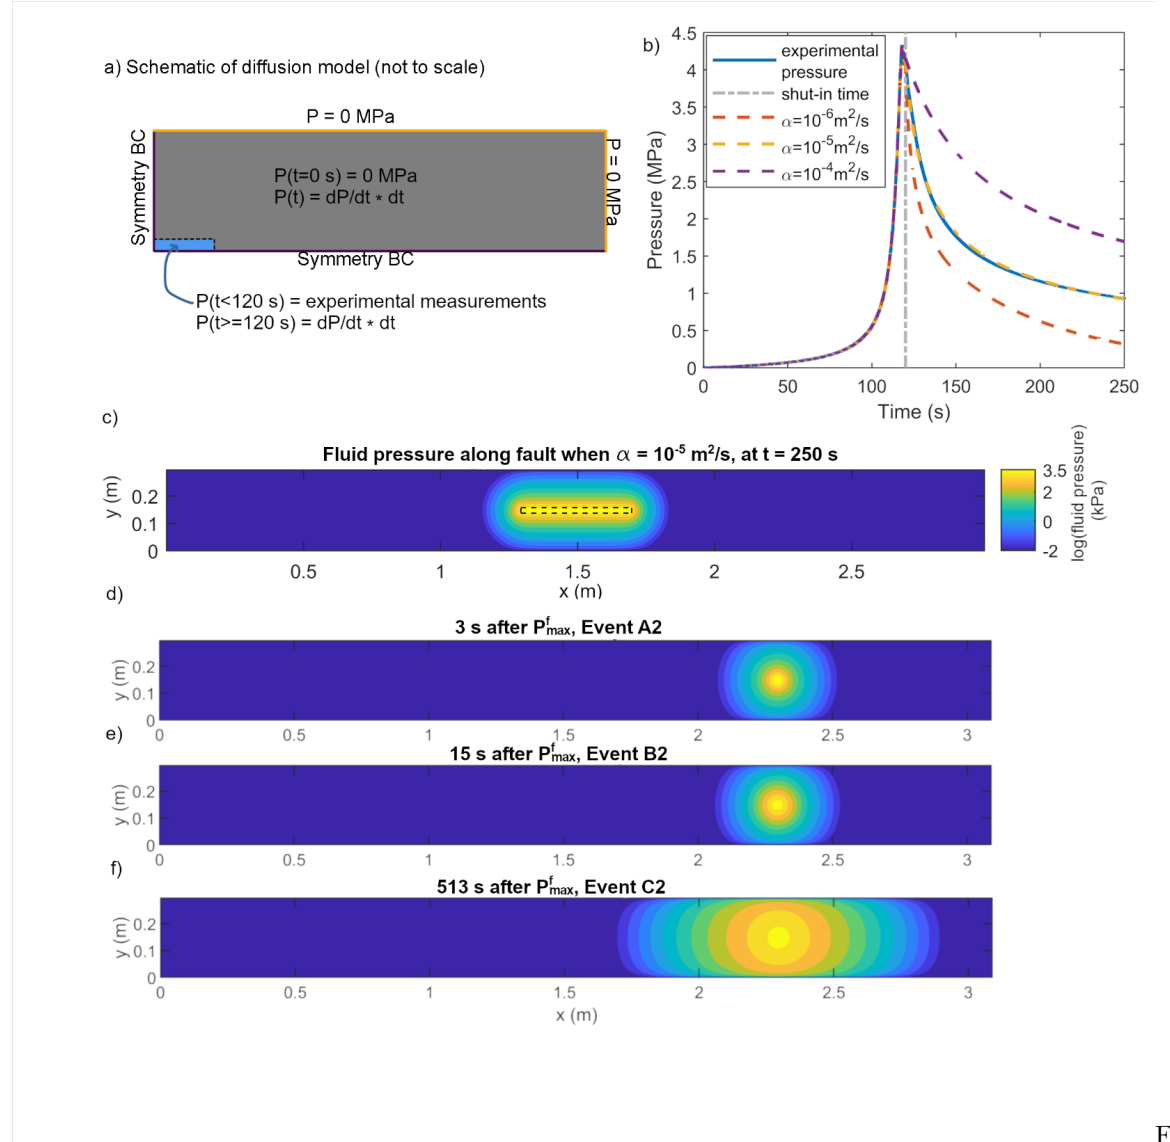 a) Schematic of diffusion model (not to scale)
P = 0 MPa
Symmetry BC
P = 0 MPa
P(t=0 s) = 0 MPa
P(t) = dP/dt * dt
Symmetry BC
P(t<120 s) = experimental measurements
P(t>=120 s) = dP/dt * dt
b)
Pressure (MPa)
4.5
4
3.5
3
2.5
2
1.5
1
0.5
0
experimental
pressure
shut-in time
α=10⁻⁶m²/s
α=10⁻⁵m²/s
α=10⁻⁴m²/s
0 50 100 150 200 250
Time (s)
c)
Fluid pressure along fault when α = 10⁻⁵ m²/s, at t = 250 s
y (m)
0.2
0.1
0
0.5 1 1.5 2 2.5
x (m)
3.5
2
0
-2
log(fluid pressure)
(kPa)
d)
3 s after Pᶠmax, Event A2
y (m)
0.2
0.1
0
0 0.5 1 1.5 2 2.5 3
e)
15 s after Pᶠmax, Event B2
y (m)
0.2
0.1
0
0 0.5 1 1.5 2 2.5 3
f)
513 s after Pᶠmax, Event C2
y (m)
0.2
0.1
0
0 0.5 1 1.5 2 2.5 3
x (m)